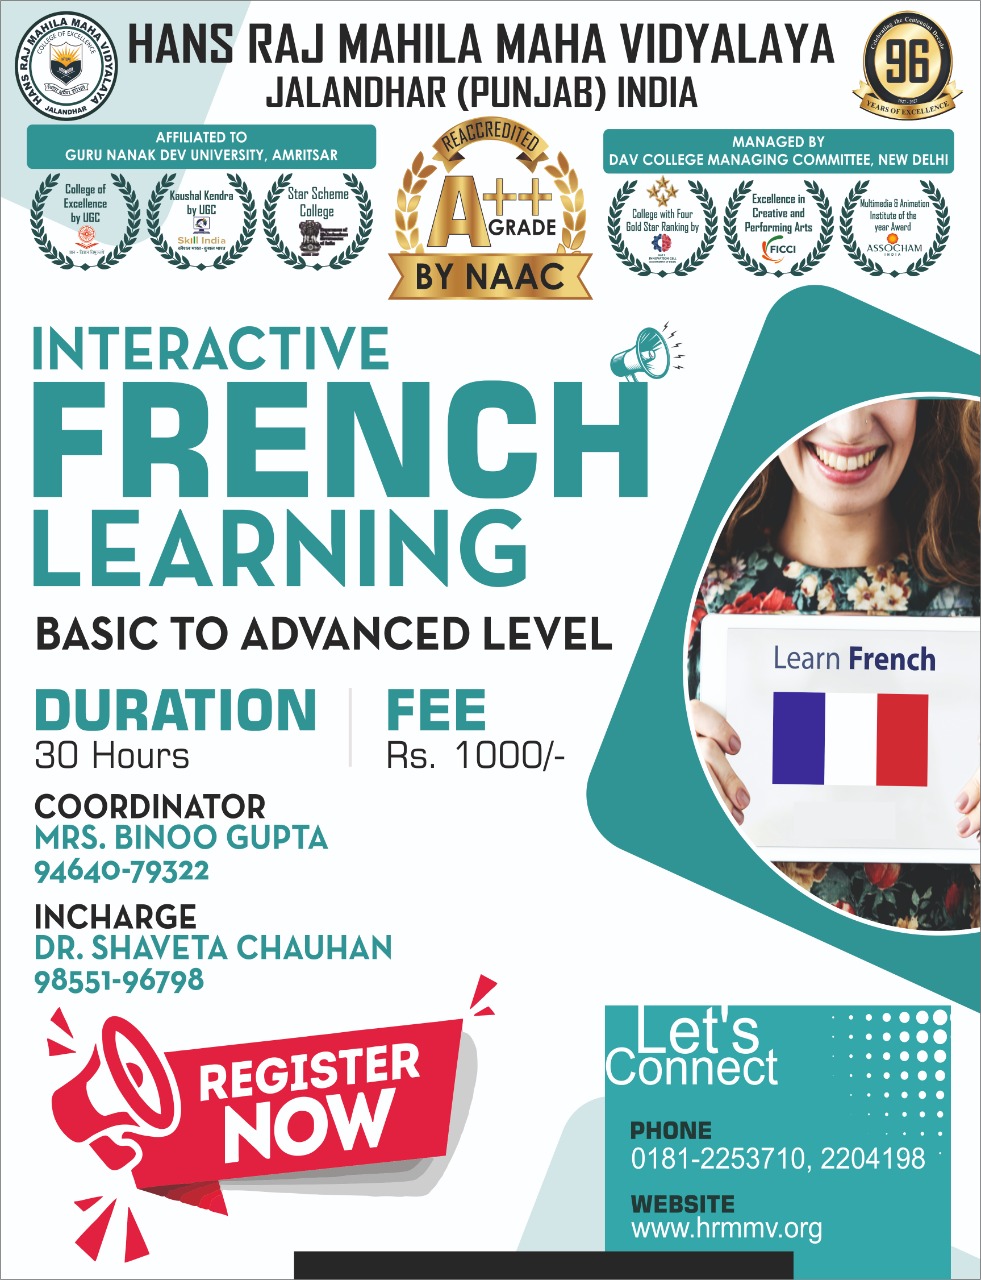 HANS RAJ MAHILA MAHA VIDYALAYA
JALANDHAR (PUNJAB) INDIA
HANS RAJ MAHILA MAHA VIDYALAYA
COLLEGE OF EXCELLENCE
JALANDHAR
96
YEARS OF EXCELLENCE
AFFILIATED TO
GURU NANAK DEV UNIVERSITY, AMRITSAR
College of
Excellence
by UGC
Kaushal Kendra
by UGC
Skill India
Star Scheme
College
REACCREDITED
A++
GRADE
BY NAAC
MANAGED BY
DAV COLLEGE MANAGING COMMITTEE, NEW DELHI
College with Four
Gold Star Ranking by
Excellence in
Creative and
Performing Arts
FICCI
Multimedia & Animation
Institute of the
year Award
ASSOCHAM
INDIA
INTERACTIVE
FRENCH
LEARNING
BASIC TO ADVANCED LEVEL
Learn French
DURATION
30 Hours
FEE
Rs. 1000/-
COORDINATOR
MRS. BINOO GUPTA
94640-79322
INCHARGE
DR. SHAVETA CHAUHAN
98551-96798
REGISTER
NOW
Let's
Connect
PHONE
0181-2253710, 2204198
WEBSITE
www.hrmmv.org